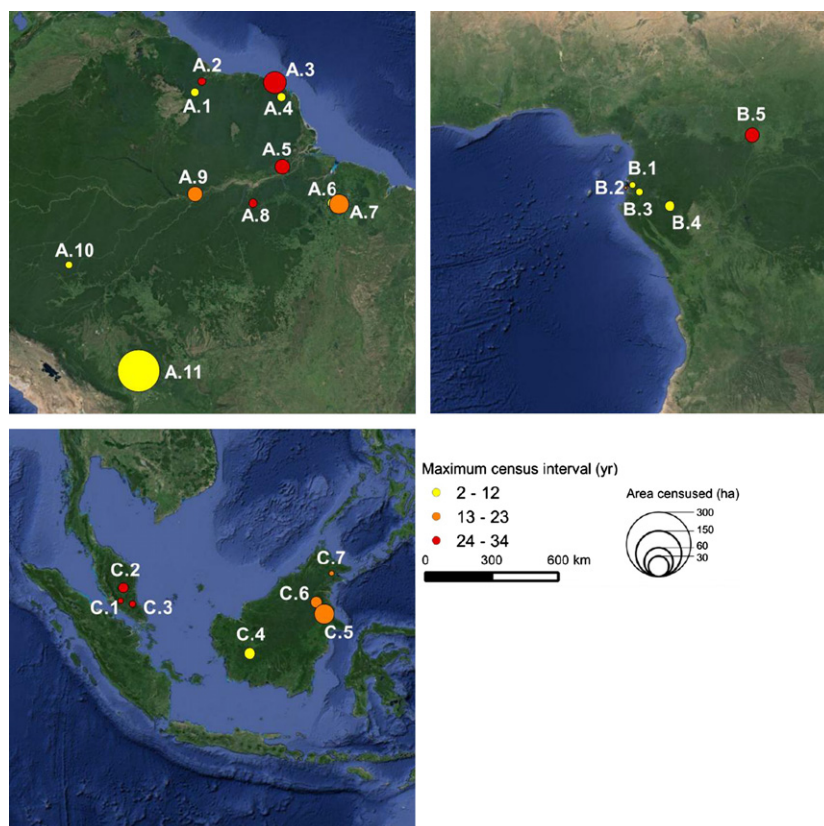 A.2
A.3
A.1
A.4
A.5
A.9
A.6
A.8
A.7
A.10
A.11
B.5
B.1
B.2
B.3
B.4
C.7
C.2
C.6
C.1
C.3
C.5
C.4
Maximum census interval (yr)
2 - 12
13 - 23
24 - 34
0 300 600 km
Area censused (ha)
300
150
60
30